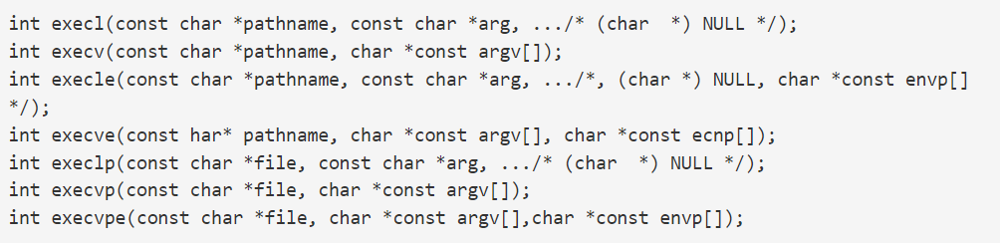 int execl(const char *pathname, const char *arg, .../* (char  *) NULL */);
int execv(const char *pathname, char *const argv[]);
int execle(const char *pathname, const char *arg, .../*, (char *) NULL, char *const envp[]
*/);
int execve(const har* pathname, char *const argv[], char *const ecnp[]);
int execlp(const char *file, const char *arg, .../* (char  *) NULL */);
int execvp(const char *file, char *const argv[]);
int execvpe(const char *file, char *const argv[],char *const envp[]);